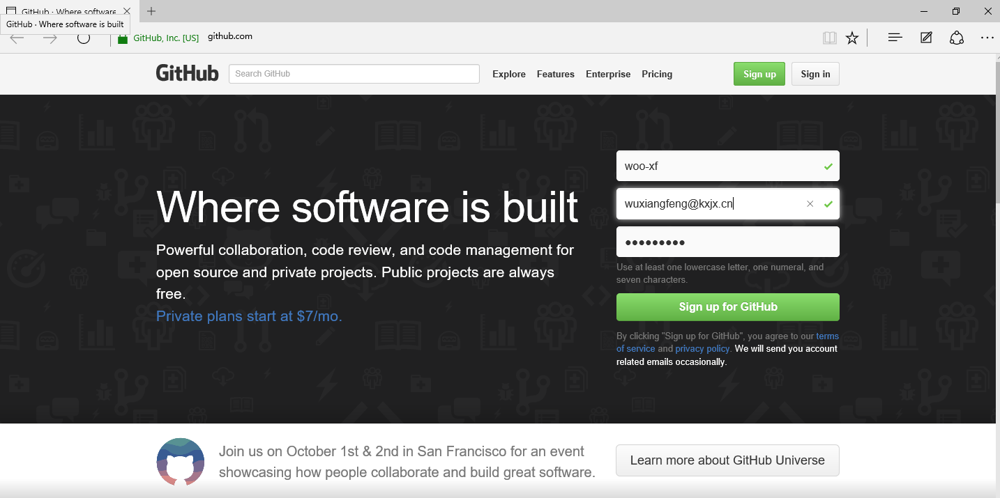 GitHub · Where software
GitHub · Where software is built
GitHub, Inc. [US] github.com
GitHub Search GitHub Explore Features Enterprise Pricing Sign up Sign in
woo-xf
wuxiangfeng@kxjx.cn
Where software is built
Powerful collaboration, code review, and code management for
open source and private projects. Public projects are always
free.
Private plans start at $7/mo.
●●●●●●●●●
Use at least one lowercase letter, one numeral, and
seven characters.
Sign up for GitHub
By clicking "Sign up for GitHub", you agree to our terms
of service and privacy policy. We will send you account
related emails occasionally.
Join us on October 1st & 2nd in San Francisco for an event
showcasing how people collaborate and build great software.
Learn more about GitHub Universe